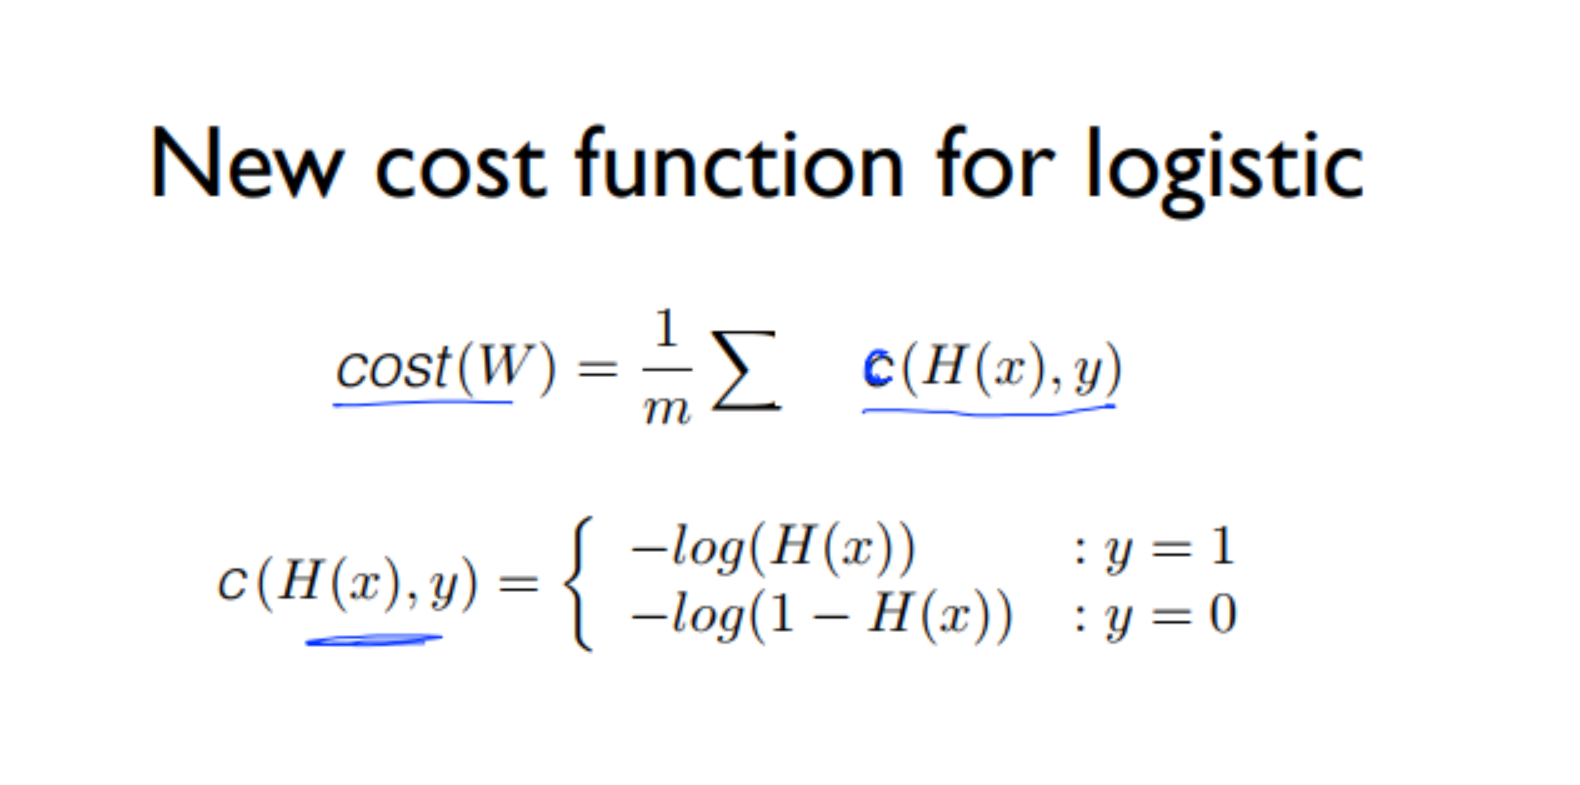 New cost function for logistic
cost(W) = 1/m ∑ c(H(x), y)
c(H(x), y) = { −log(H(x)) : y = 1
−log(1 − H(x)) : y = 0